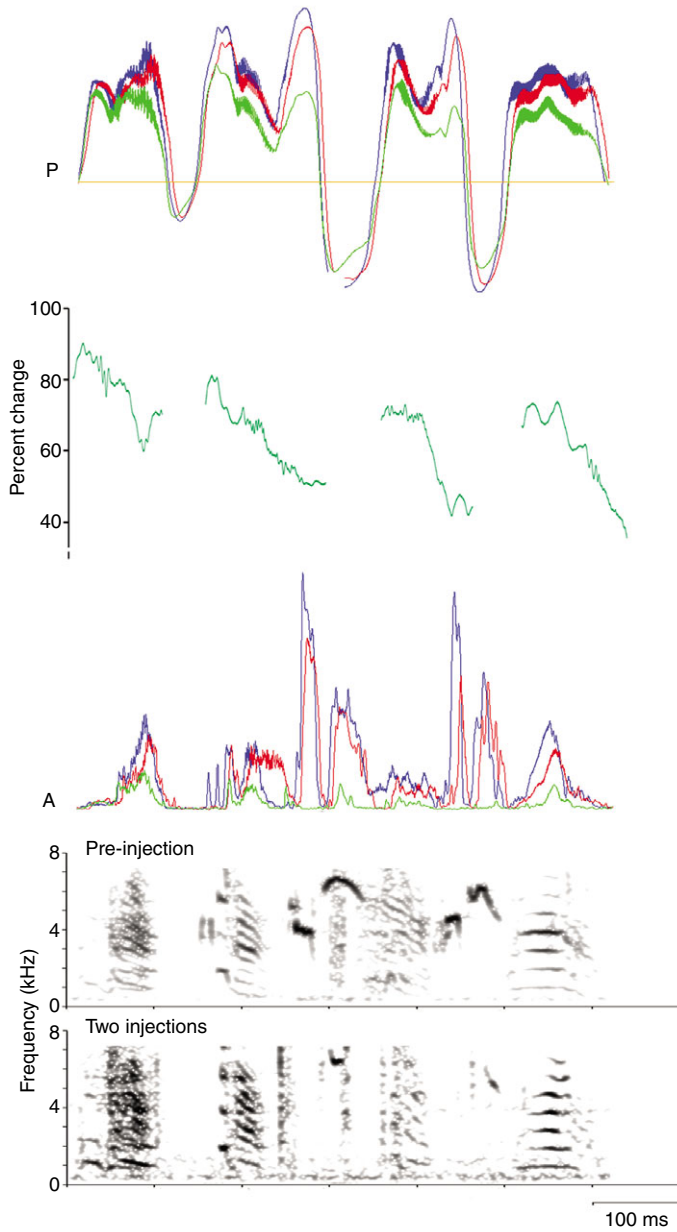 P
100
80
60
40
Percent change
A
Pre-injection
8
4
0
Two injections
8
4
0
Frequency (kHz)
100 ms